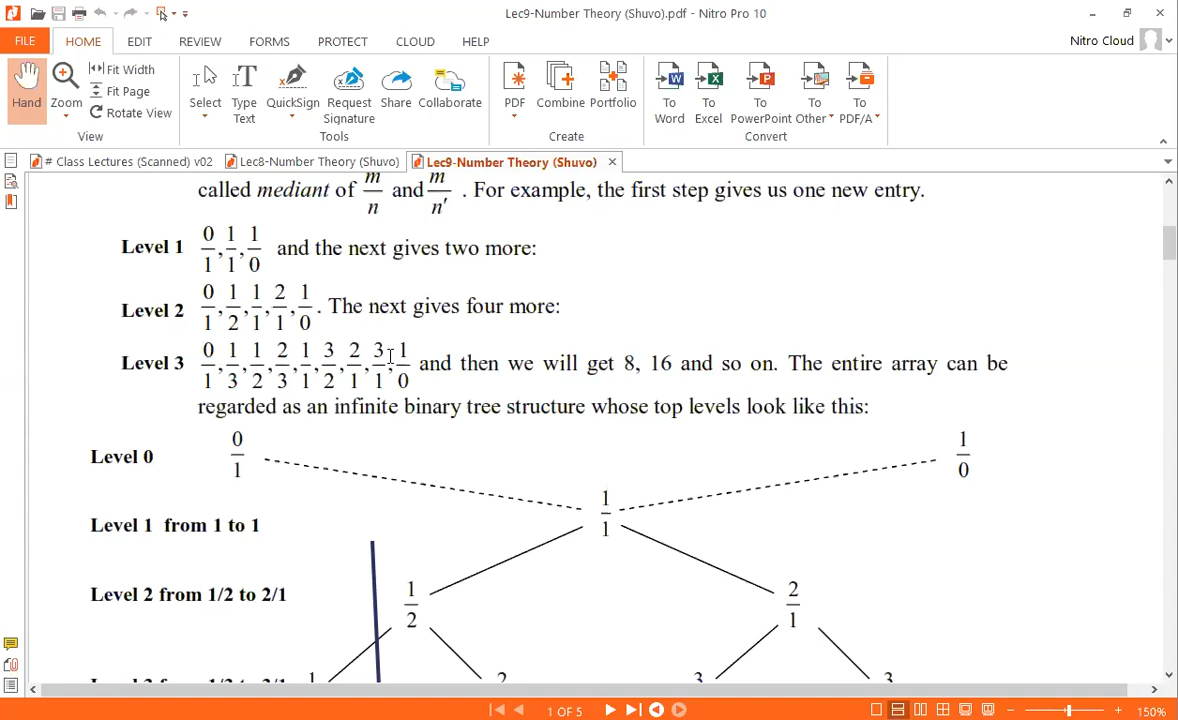 Lec9-Number Theory (Shuvo).pdf - Nitro Pro 10
FILE HOME EDIT REVIEW FORMS PROTECT CLOUD HELP Nitro Cloud
Hand Zoom Fit Width Fit Page Rotate View Select Type Text QuickSign Request Signature Share Collaborate PDF Combine Portfolio To Word To Excel To PowerPoint To Other To PDF/A
View Tools Create Convert
# Class Lectures (Scanned) v02 Lec8-Number Theory (Shuvo) Lec9-Number Theory (Shuvo)
called mediant of m/n and m/n′ . For example, the first step gives us one new entry.
Level 1 0/1, 1/1, 1/0 and the next gives two more:
Level 2 0/1, 1/2, 1/1, 2/1, 1/0 . The next gives four more:
Level 3 0/1, 1/3, 1/2, 2/3, 1/1, 3/2, 2/1, 3/1, 1/0 and then we will get 8, 16 and so on. The entire array can be
regarded as an infinite binary tree structure whose top levels look like this:
Level 0 0/1 1/0
1/1
Level 1 from 1 to 1
Level 2 from 1/2 to 2/1 1/2 2/1
1 2 3 3
1 OF 5 150%